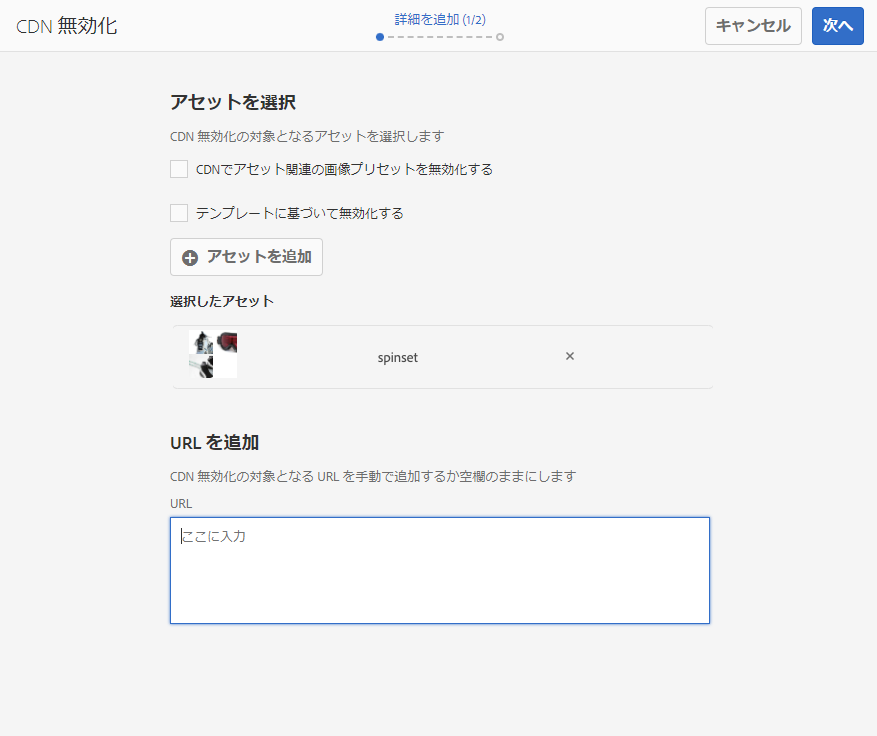 CDN 無効化
詳細を追加 (1/2)
キャンセル
次へ
アセットを選択
CDN 無効化の対象となるアセットを選択します
CDNでアセット関連の画像プリセットを無効化する
テンプレートに基づいて無効化する
アセットを追加
選択したアセット
spinset
URL を追加
CDN 無効化の対象となる URL を手動で追加するか空欄のままにします
URL
ここに入力